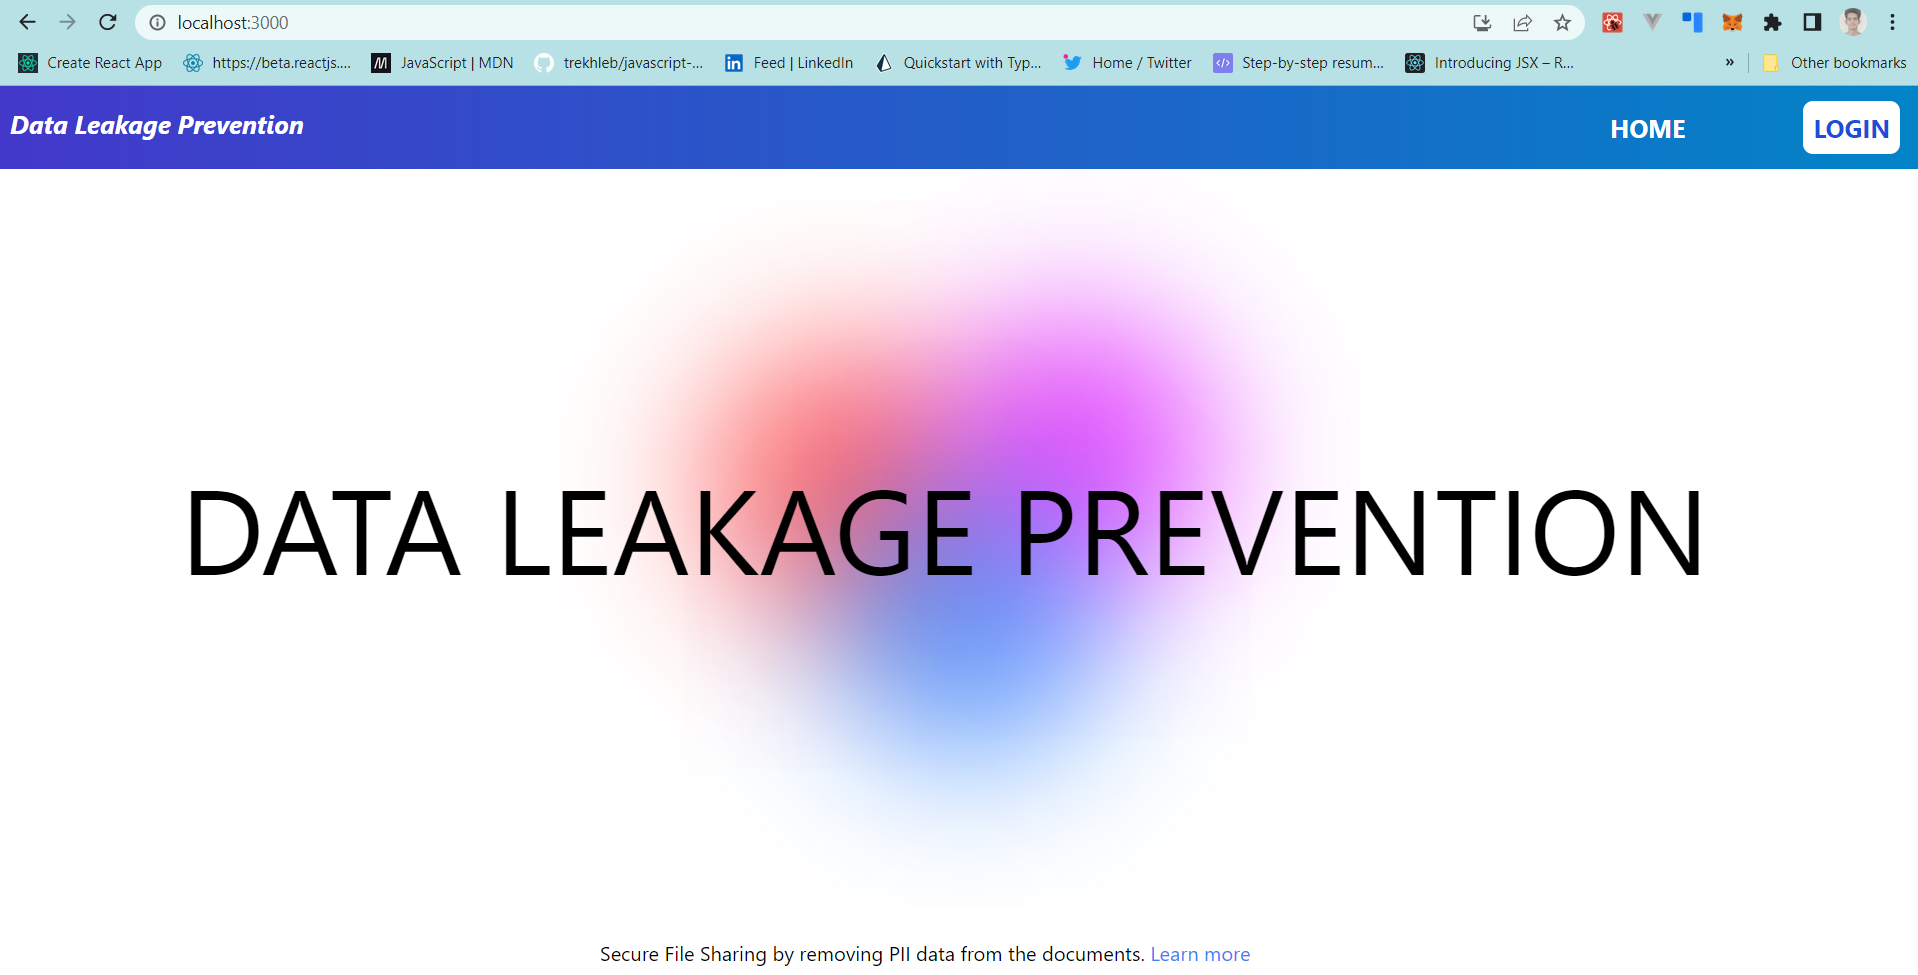 localhost:3000
Create React App https://beta.reactjs.... JavaScript | MDN trekhleb/javascript-... Feed | LinkedIn Quickstart with Typ... Home / Twitter Step-by-step resum... Introducing JSX – R... » Other bookmarks
Data Leakage Prevention HOME LOGIN
DATA LEAKAGE PREVENTION
Secure File Sharing by removing PII data from the documents. Learn more